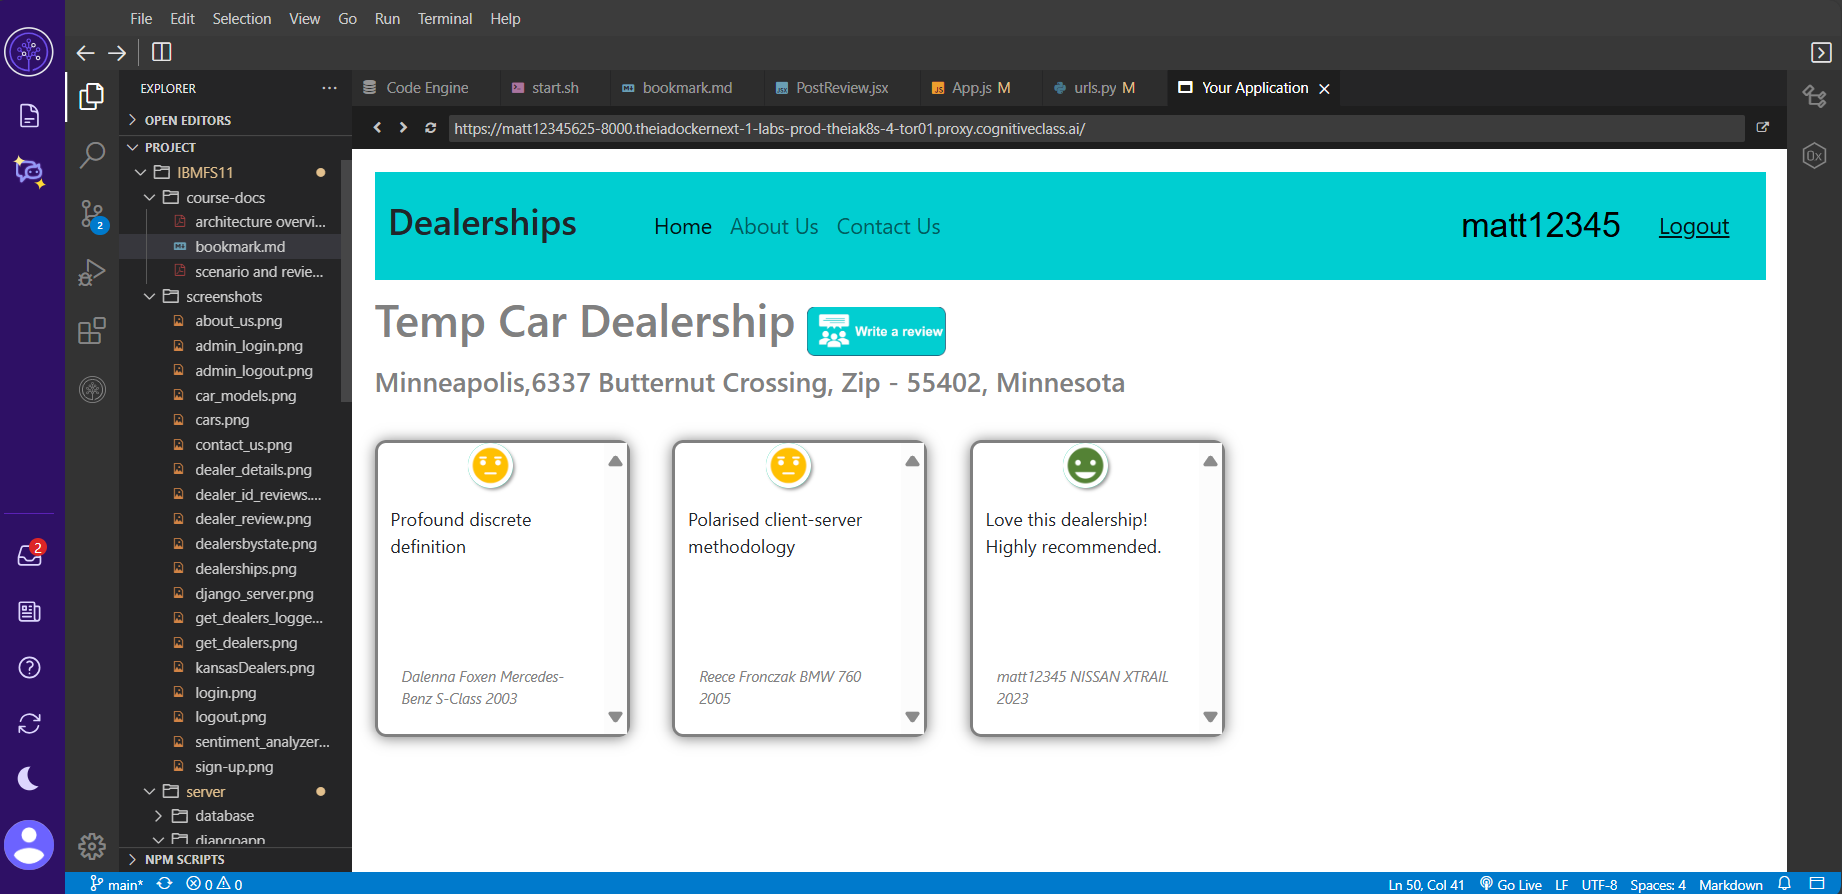 File Edit Selection View Go Run Terminal Help
EXPLORER
OPEN EDITORS
PROJECT
IBMFS11
course-docs
architecture overvi...
bookmark.md
scenario and revie...
screenshots
about_us.png
admin_login.png
admin_logout.png
car_models.png
cars.png
contact_us.png
dealer_details.png
dealer_id_reviews....
dealer_review.png
dealersbystate.png
dealerships.png
django_server.png
get_dealers_logge...
get_dealers.png
kansasDealers.png
login.png
logout.png
sentiment_analyzer...
sign-up.png
server
database
djangoapp
NPM SCRIPTS
2
2
Code Engine
start.sh
bookmark.md
PostReview.jsx
App.js M
urls.py M
Your Application
https://matt12345625-8000.theiadockernext-1-labs-prod-theiak8s-4-tor01.proxy.cognitiveclass.ai/
0x
Dealerships Home About Us Contact Us matt12345 Logout
Temp Car Dealership Write a review
Minneapolis,6337 Butternut Crossing, Zip - 55402, Minnesota
Profound discrete
definition
Dalenna Foxen Mercedes-
Benz S-Class 2003
Polarised client-server
methodology
Reece Fronczak BMW 760
2005
Love this dealership!
Highly recommended.
matt12345 NISSAN XTRAIL
2023
main* 0 0 Ln 50, Col 41 Go Live LF UTF-8 Spaces: 4 Markdown